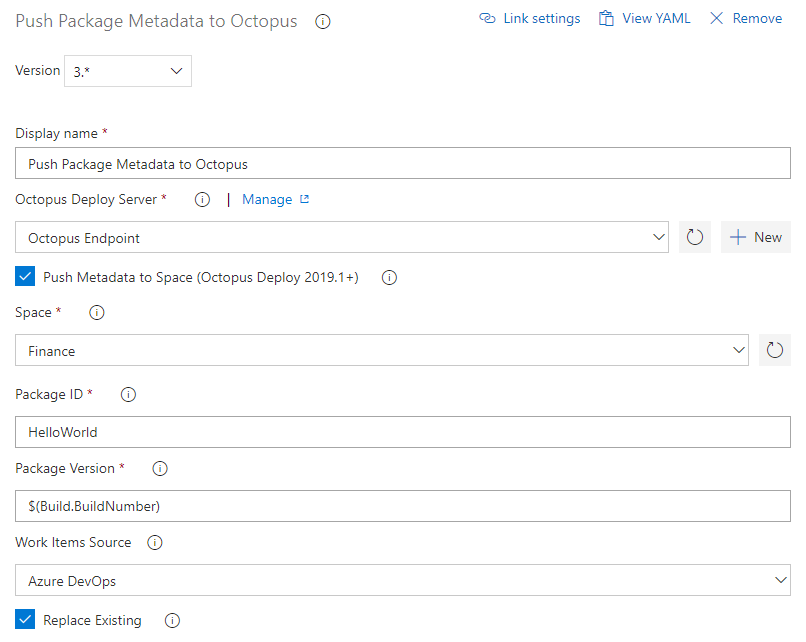 Push Package Metadata to Octopus Link settings View YAML Remove
Version 3.*
Display name *
Push Package Metadata to Octopus
Octopus Deploy Server * | Manage
Octopus Endpoint New
Push Metadata to Space (Octopus Deploy 2019.1+)
Space *
Finance
Package ID *
HelloWorld
Package Version *
$(Build.BuildNumber)
Work Items Source
Azure DevOps
Replace Existing